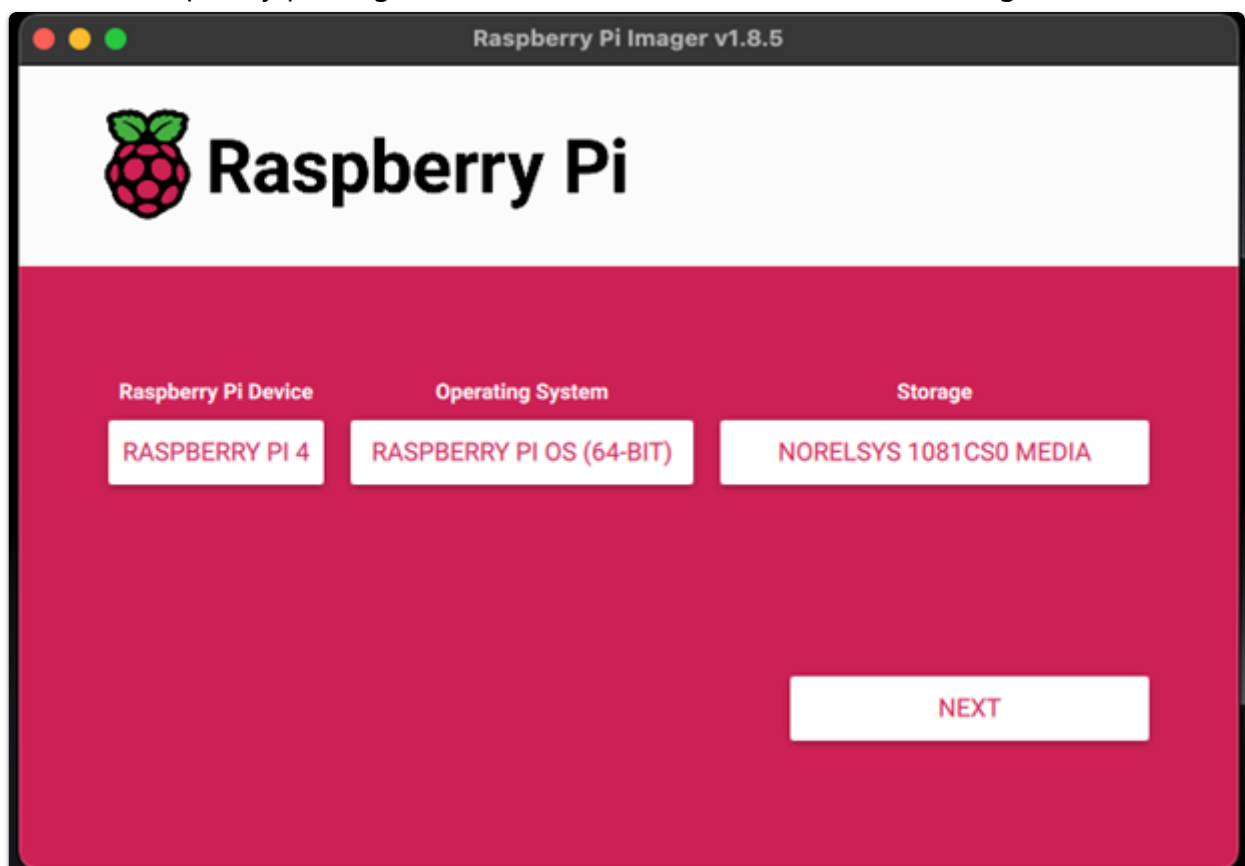 Raspberry Pi Imager v1.8.5
Raspberry Pi
Raspberry Pi Device Operating System Storage
RASPBERRY PI 4 RASPBERRY PI OS (64-BIT) NORELSYS 1081CS0 MEDIA
NEXT